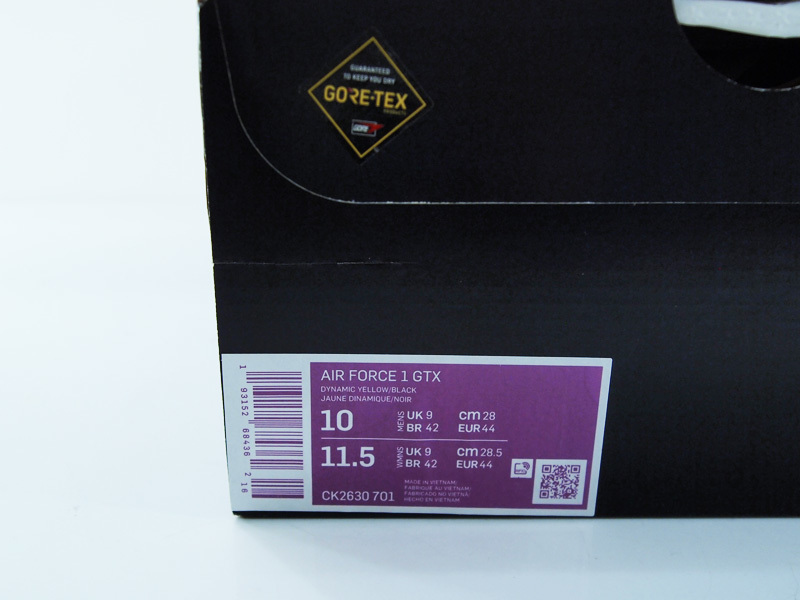 GUARANTEED
TO KEEP YOU DRY
GORE-TEX
PRODUCTS
GORE
AIR FORCE 1 GTX
DYNAMIC YELLOW/BLACK
JAUNE DINAMIQUE/NOIR
10 MENS UK 9 cm 28
BR 42 EUR 44
11.5 WMNS UK 9 cm 28.5
BR 42 EUR 44
CK2630 701
MADE IN VIETNAM/
FABRIQUE AU VIETNAM/
FABRICADO NO VIETNÃ/
HECHO EN VIETNAM
1 93152 68436 2 16